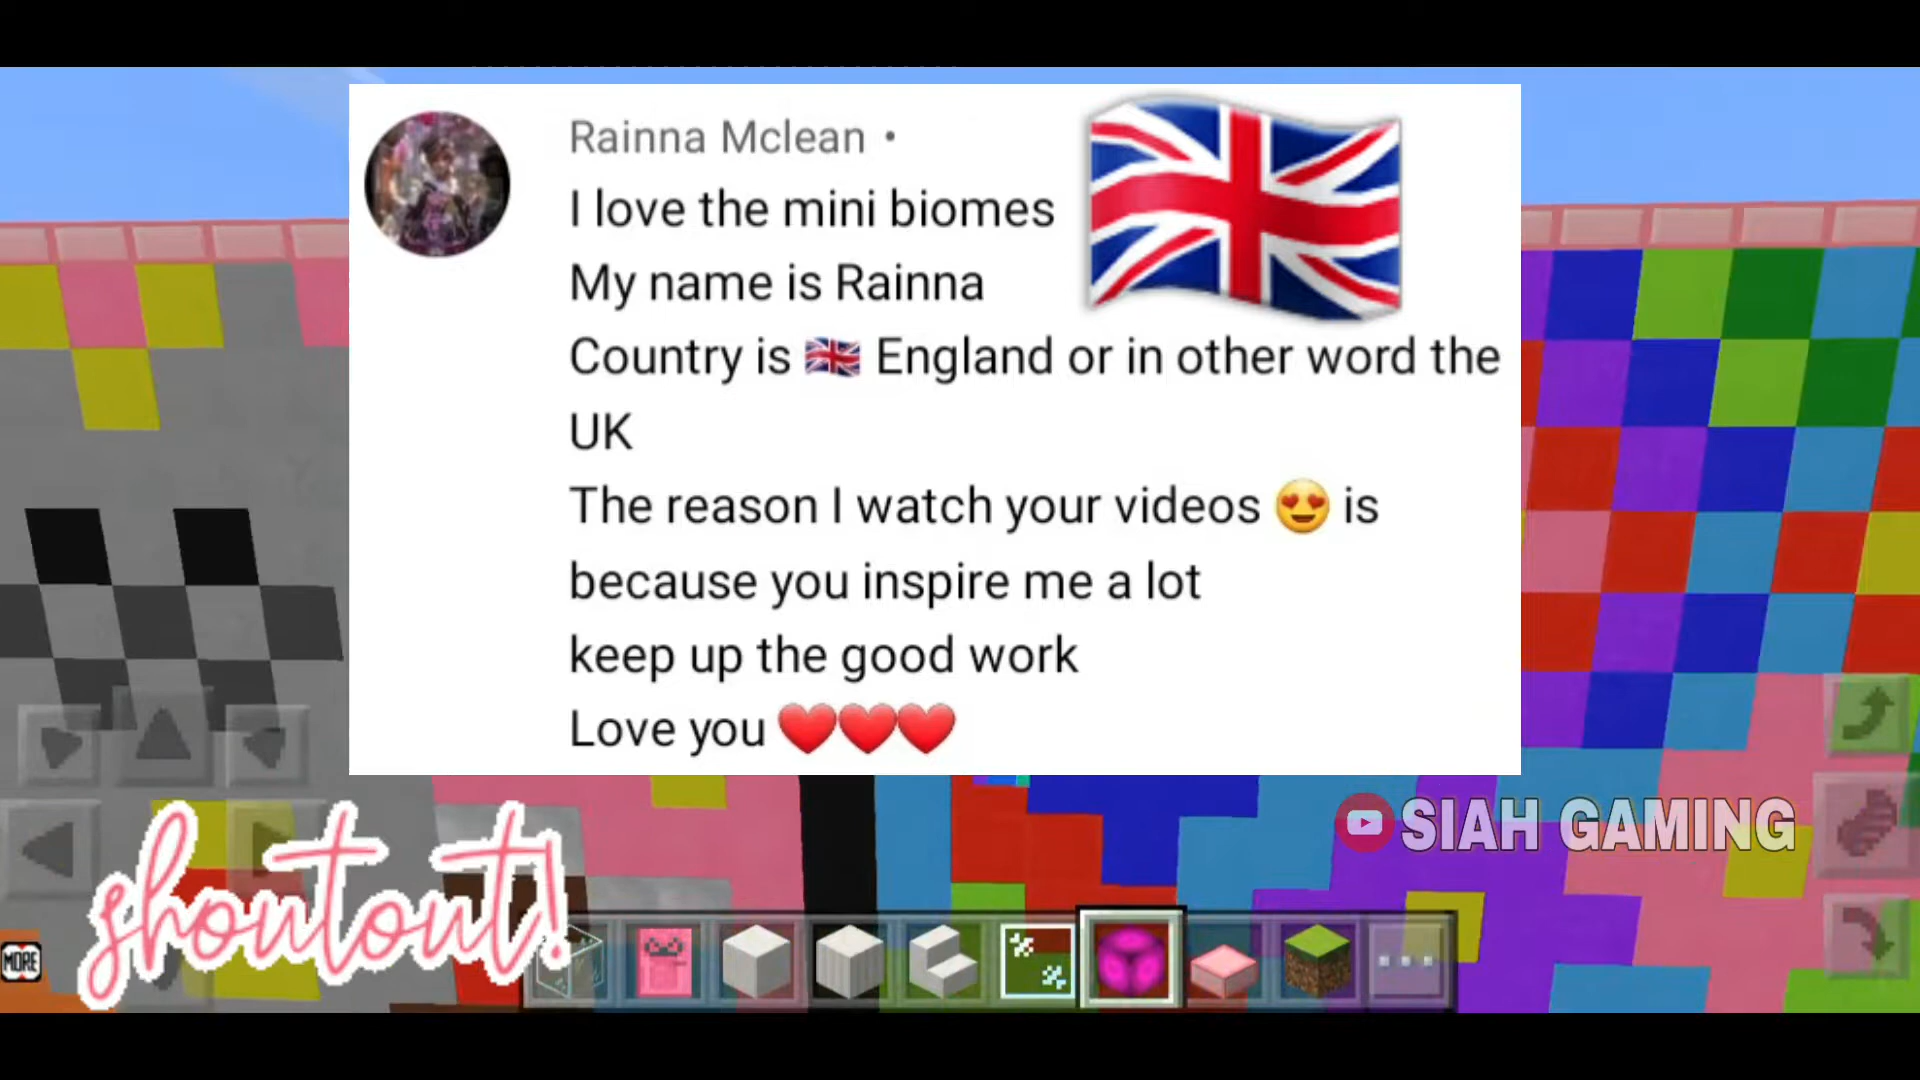 Rainna Mclean •
I love the mini biomes
My name is Rainna
Country is 🇬🇧 England or in other word the
UK
The reason I watch your videos 😍 is
because you inspire me a lot
keep up the good work
Love you ❤️❤️❤️
SIAH GAMING
shoutout!
MORE